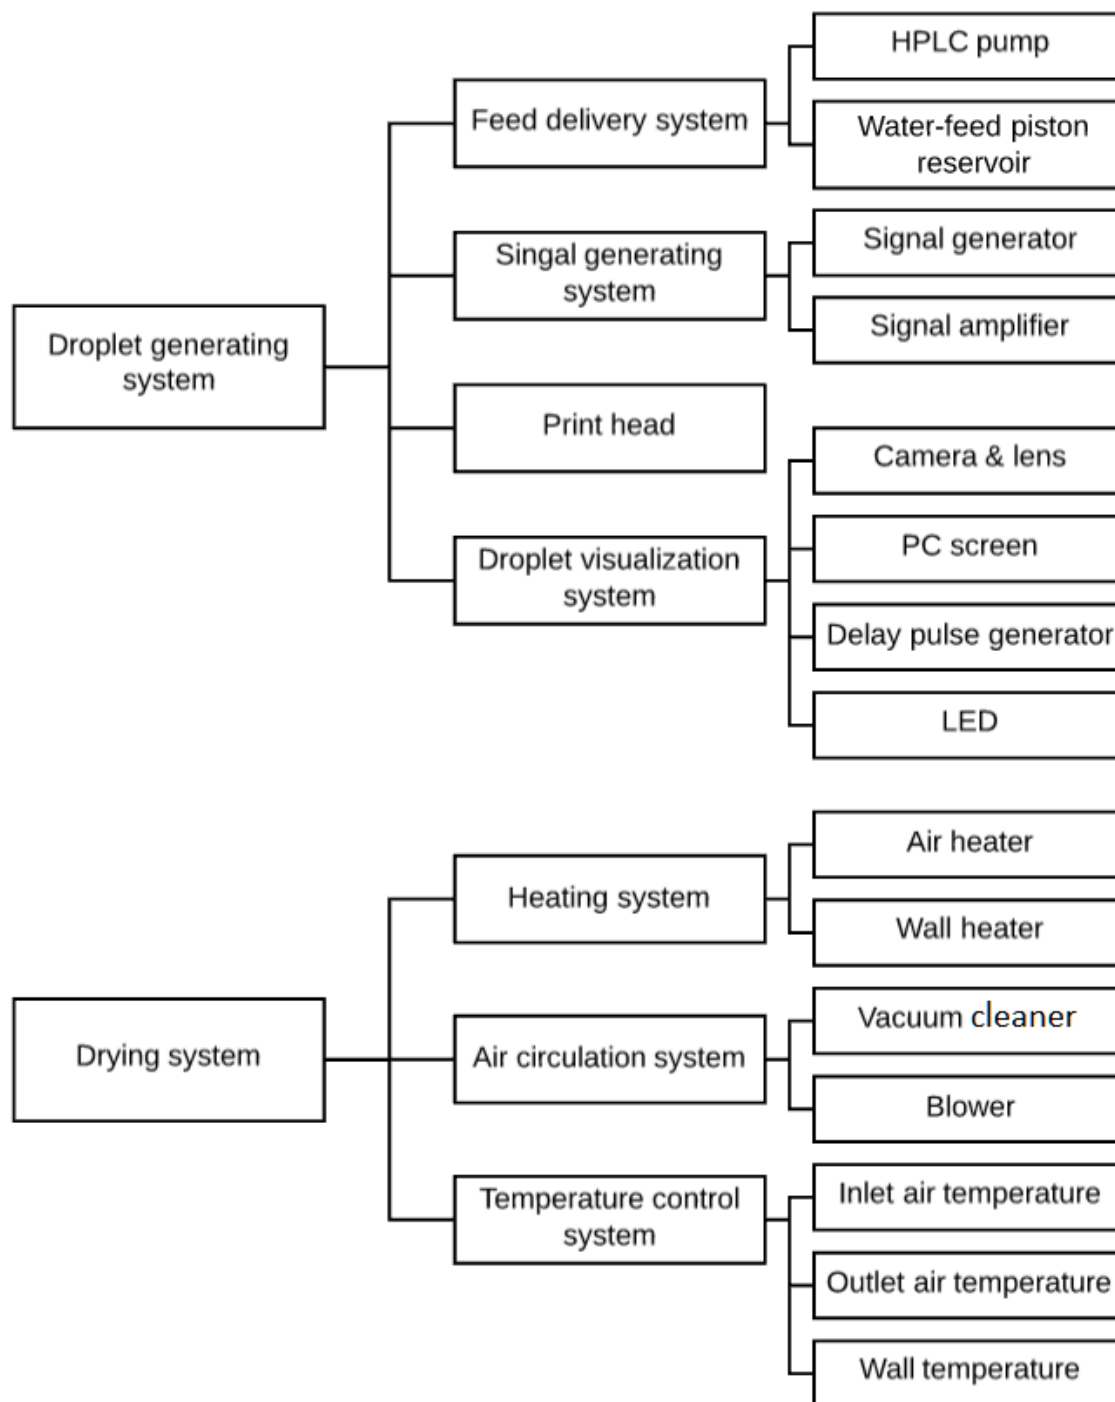 Droplet generating
system
Feed delivery system
HPLC pump
Water-feed piston
reservoir
Singal generating
system
Signal generator
Signal amplifier
Print head
Droplet visualization
system
Camera & lens
PC screen
Delay pulse generator
LED
Drying system
Heating system
Air heater
Wall heater
Air circulation system
Vacuum cleaner
Blower
Temperature control
system
Inlet air temperature
Outlet air temperature
Wall temperature